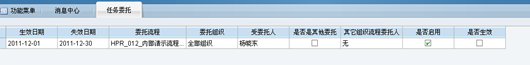 功能菜单 消息中心 任务委托
生效日期 失效日期 委托流程 委托组织 受委托人 是否是其他委托 其它组织流程委托人 是否启用 是否生效
2011-12-01 2011-12-30 HPR_012_内部请示流程... 全部组织 杨晓东 无